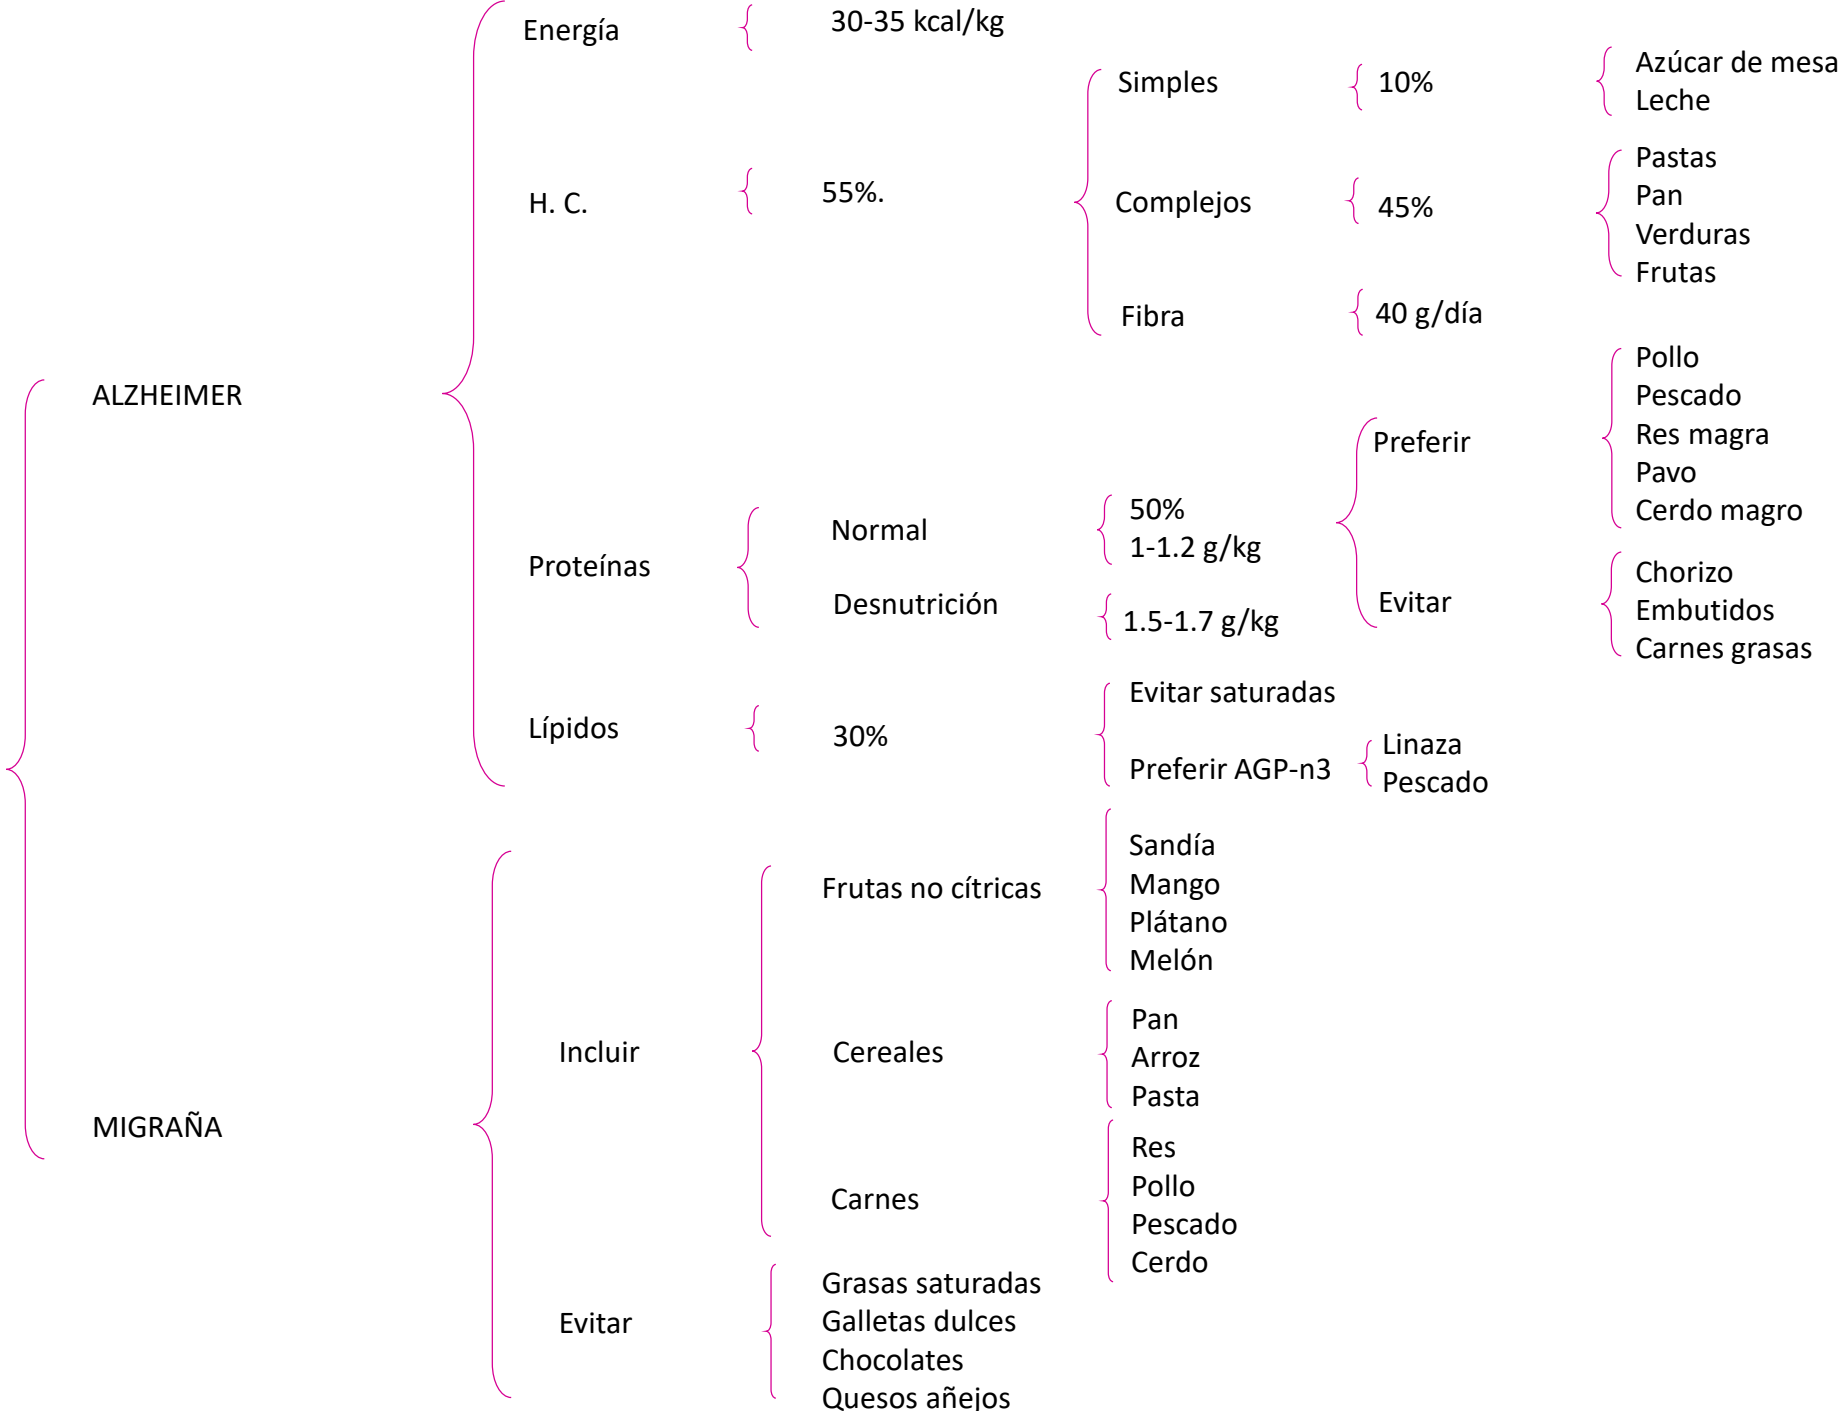 ALZHEIMER
Energía
30-35 kcal/kg
H. C.
55%.
Simples
10%
Azúcar de mesa
Leche
Complejos
45%
Pastas
Pan
Verduras
Frutas
Fibra
40 g/día
Proteínas
Normal
50%
1-1.2 g/kg
Desnutrición
1.5-1.7 g/kg
Preferir
Pollo
Pescado
Res magra
Pavo
Cerdo magro
Evitar
Chorizo
Embutidos
Carnes grasas
Lípidos
30%
Evitar saturadas
Preferir AGP-n3
Linaza
Pescado
MIGRAÑA
Incluir
Frutas no cítricas
Sandía
Mango
Plátano
Melón
Cereales
Pan
Arroz
Pasta
Carnes
Res
Pollo
Pescado
Cerdo
Evitar
Grasas saturadas
Galletas dulces
Chocolates
Quesos añejos